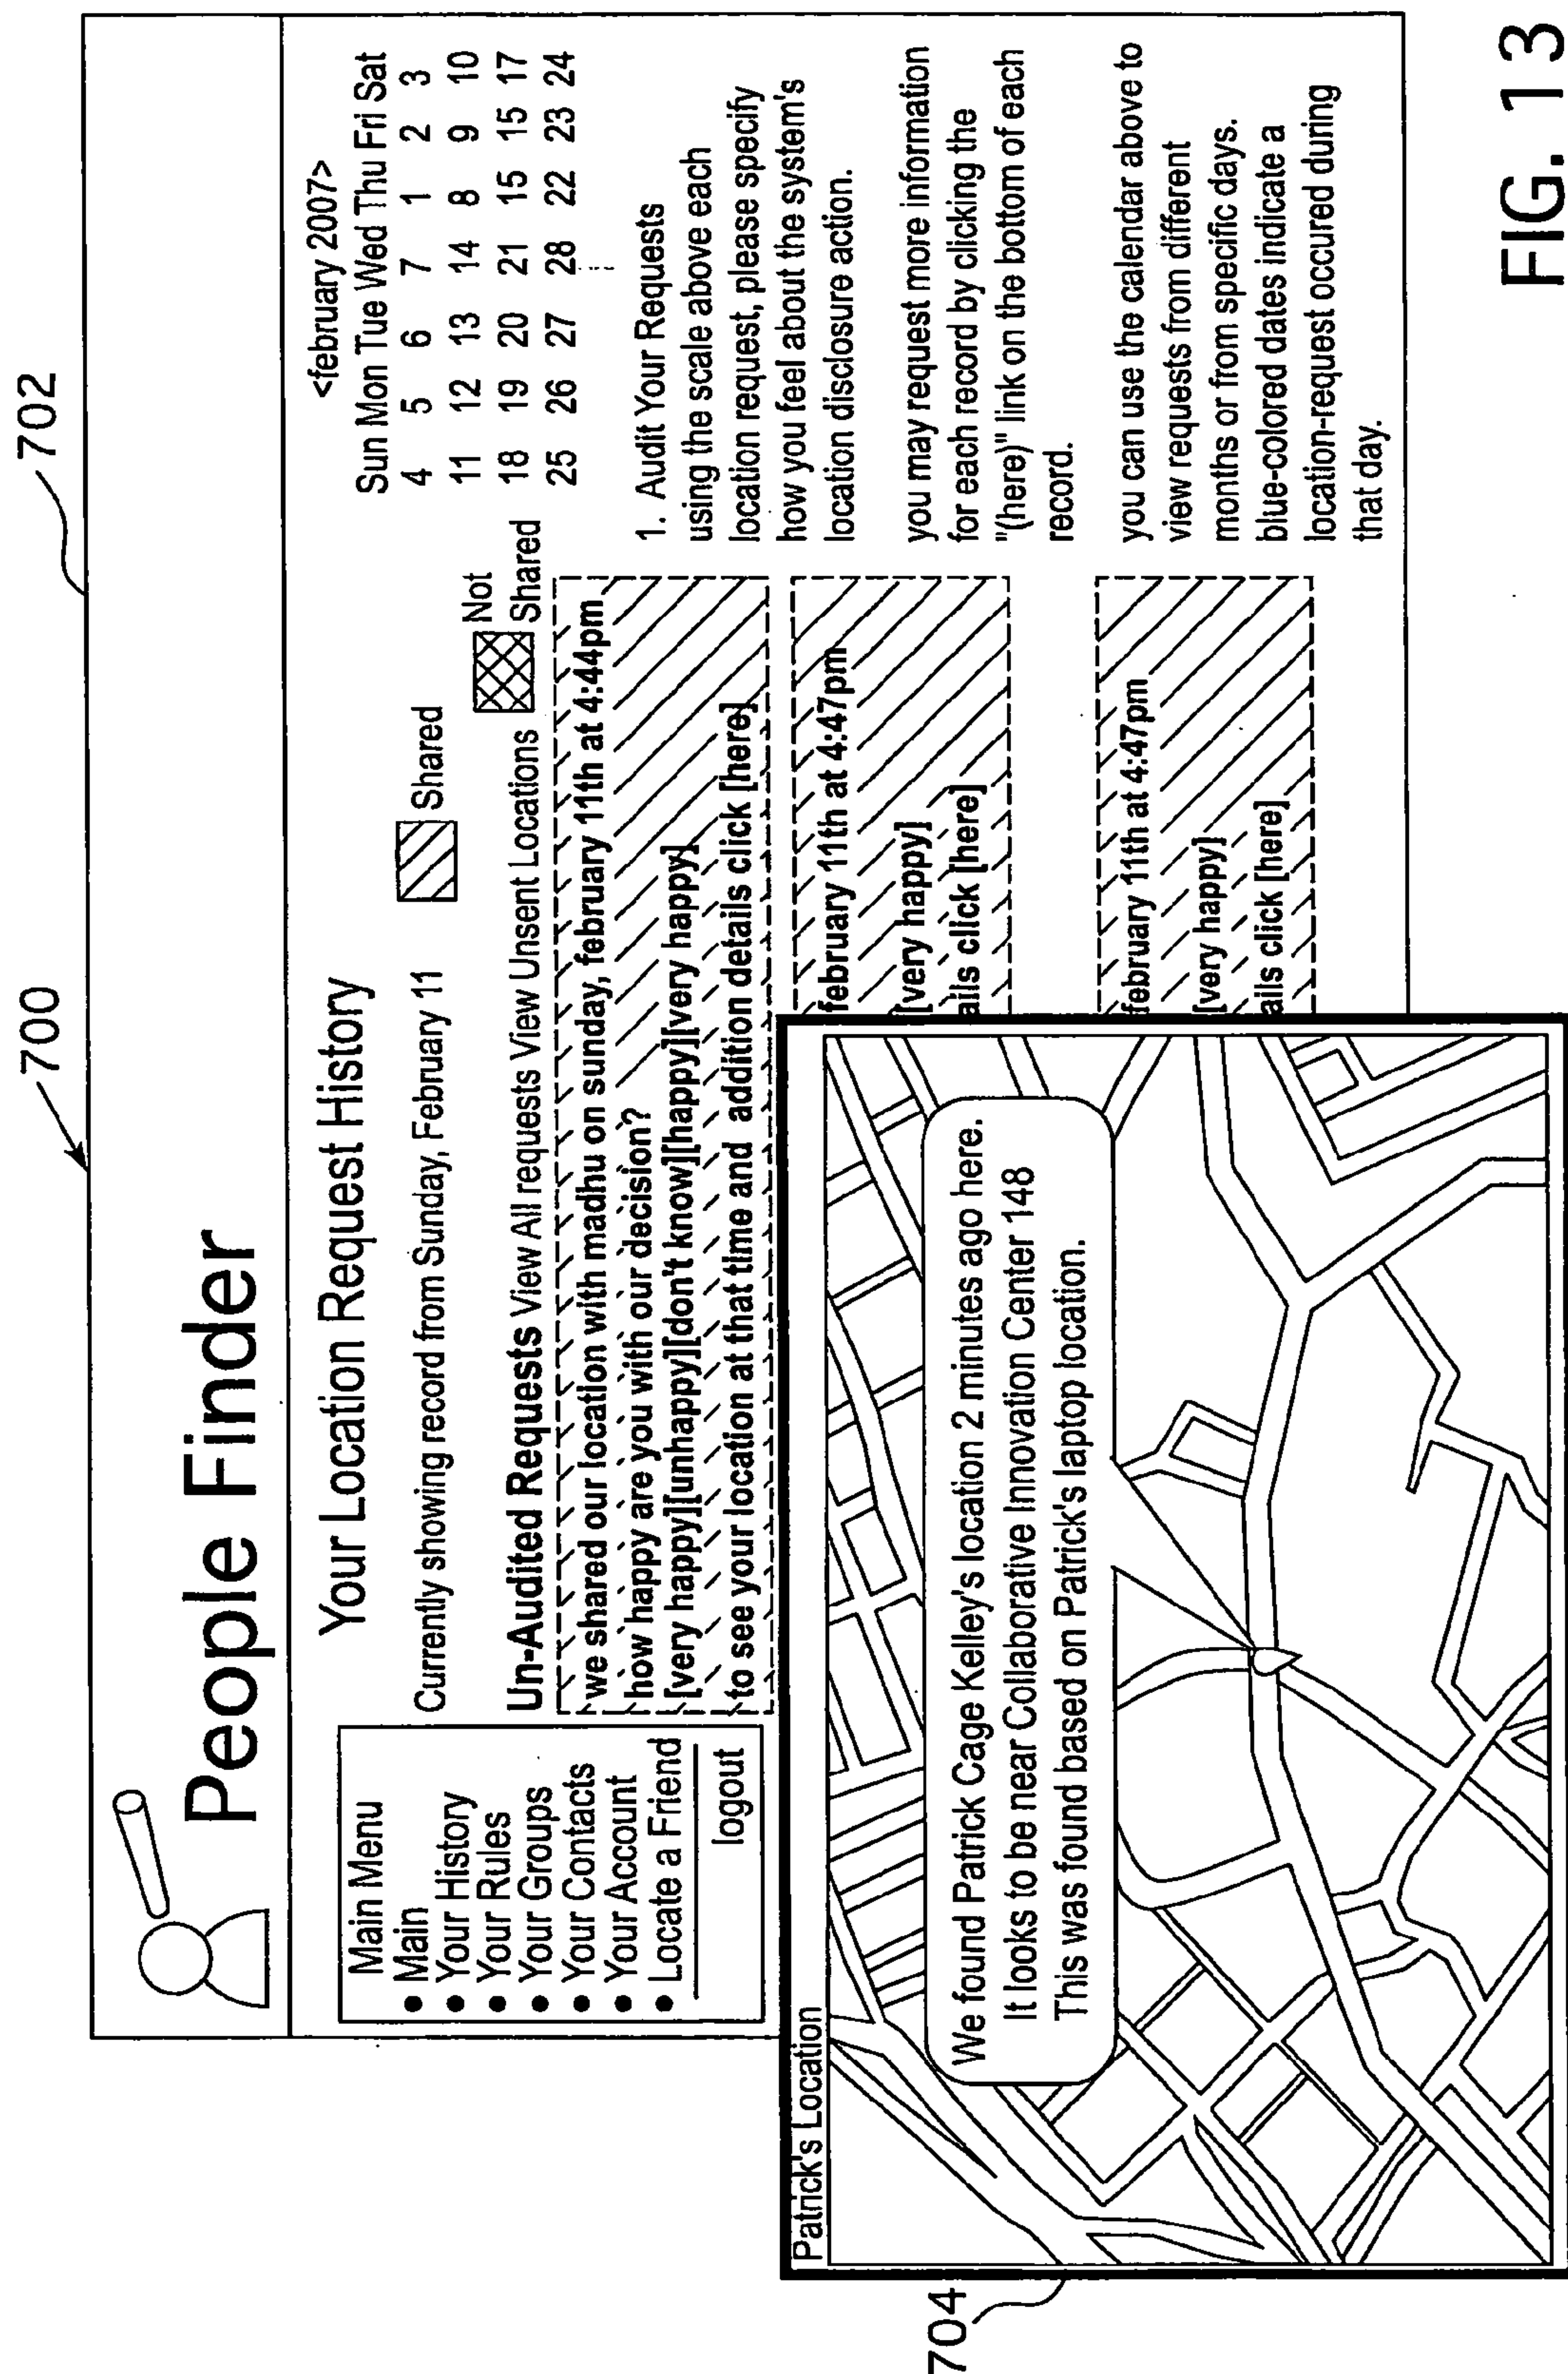 700
702
People Finder
Main Menu
• Main
• Your History
• Your Rules
• Your Groups
• Your Contacts
• Your Account
• Locate a Friend
logout
Your Location Request History
Currently showing record from Sunday, February 11
Shared
Not
Shared
Un-Audited Requests View All requests View Unsent Locations
we shared our location with madhu on sunday, february 11th at 4:44pm
how happy are you with our decision?
[very happy][unhappy][don't know][happy][very happy]
to see your location at that time and addition details click [here]
february 11th at 4:47pm
[very happy]
ails click [here]
february 11th at 4:47pm
[very happy]
ails click [here]
<february 2007>
Sun Mon Tue Wed Thu Fri Sat
4 5 6 7 1 2 3
11 12 13 14 8 9 10
18 19 20 21 15 15 17
25 26 27 28 22 23 24
1. Audit Your Requests
using the scale above each
location request, please specify
how you feel about the system's
location disclosure action.
you may request more information
for each record by clicking the
"(here)" link on the bottom of each
record.
you can use the calendar above to
view requests from different
months or from specific days.
blue-colored dates indicate a
location-request occured during
that day.
704
Patrick's Location
We found Patrick Cage Kelley's location 2 minutes ago here.
It looks to be near Collaborative Innovation Center 148
This was found based on Patrick's laptop location.
FIG. 13